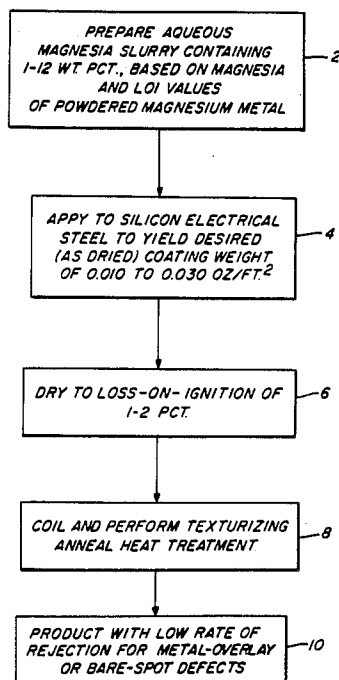 PREPARE AQUEOUS
MAGNESIA SLURRY CONTAINING
1-12 WT. PCT., BASED ON MAGNESIA
AND LOI VALUES
OF POWDERED MAGNESIUM METAL
2
APPY TO SILICON ELECTRICAL
STEEL TO YIELD DESIRED
(AS DRIED) COATING WEIGHT
OF 0.010 TO 0.030 OZ/FT.²
4
DRY TO LOSS-ON-IGNITION OF
1-2 PCT.
6
COIL AND PERFORM TEXTURIZING
ANNEAL HEAT TREATMENT
8
PRODUCT WITH LOW RATE OF
REJECTION FOR METAL-OVERLAY
OR BARE-SPOT DEFECTS
10